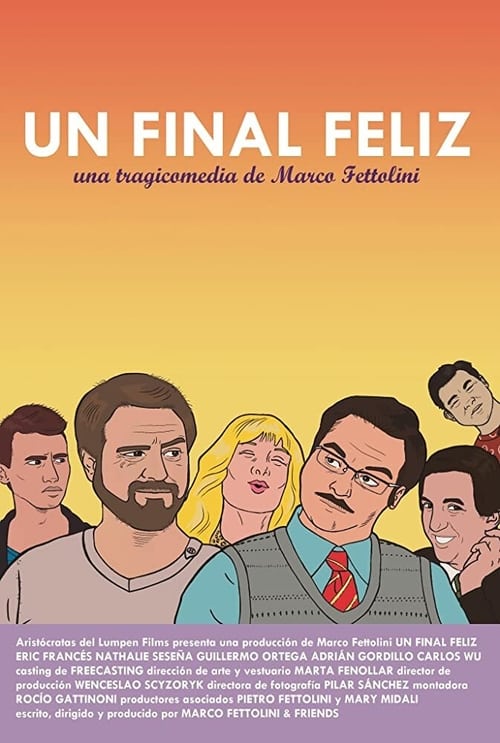 UN FINAL FELIZ
una tragicomedia de Marco Fettolini
Aristócratas del Lumpen Films presenta una producción de Marco Fettolini UN FINAL FELIZ
ERIC FRANCÉS NATHALIE SESEÑA GUILLERMO ORTEGA ADRIÁN GORDILLO CARLOS WU
casting de FREECASTING dirección de arte y vestuario MARTA FENOLLAR director de
producción WENCESLAO SCYZORYK directora de fotografía PILAR SÁNCHEZ montadora
ROCÍO GATTINONI productores asociados PIETRO FETTOLINI y MARY MIDALI
escrito, dirigido y producido por MARCO FETTOLINI & FRIENDS